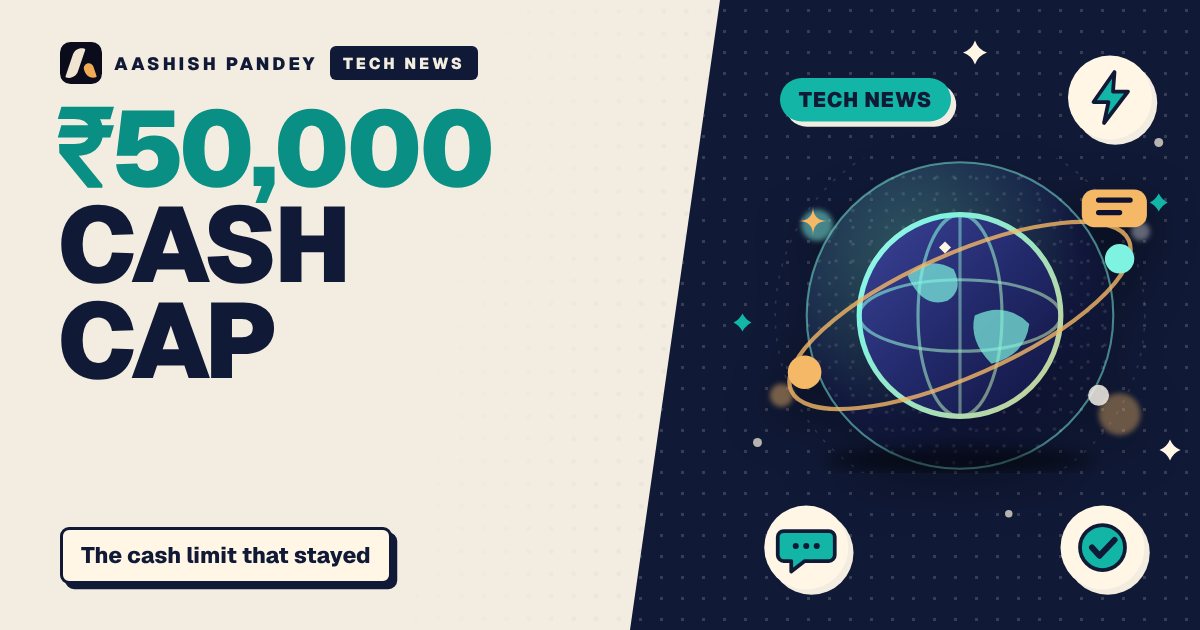 AASHISH PANDEY
TECH NEWS
₹50,000
CASH
CAP
The cash limit that stayed
TECH NEWS